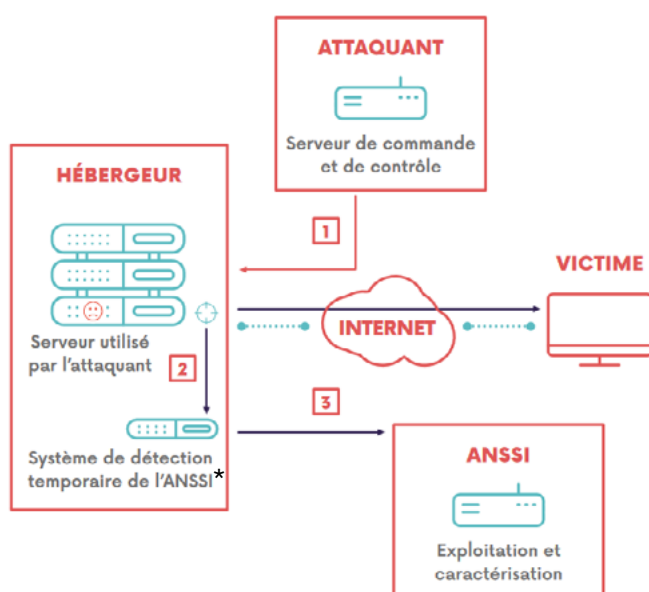 ATTAQUANT
Serveur de commande
et de contrôle
HÉBERGEUR
1
VICTIME
INTERNET
Serveur utilisé
par l'attaquant
2
3
Système de détection
temporaire de l'ANSSI*
ANSSI
Exploitation et
caractérisation